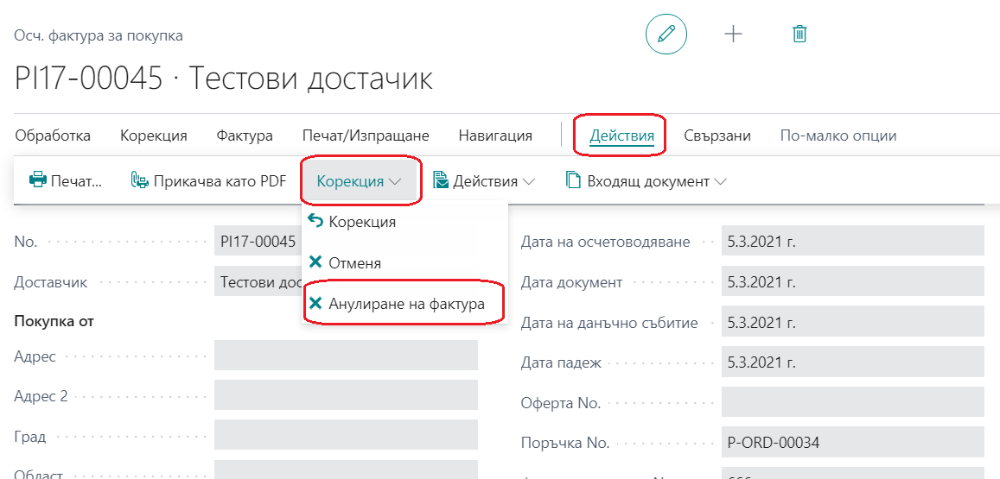 Осч. фактура за покупка
PI17-00045 · Тестови достачик
Обработка Корекция Фактура Печат/Изпращане Навигация Действия Свързани По-малко опции
Печат... Прикачва като PDF Корекция Действия Входящ документ
Корекция
Отменя
Анулиране на фактура
No. PI17-00045
Доставчик Тестови дос
Покупка от
Адрес
Адрес 2
Град
Област
Дата на осчетоводяване 5.3.2021 г.
Дата документ 5.3.2021 г.
Дата на данъчно събитие 5.3.2021 г.
Дата падеж 5.3.2021 г.
Оферта No.
Поръчка No. P-ORD-00034